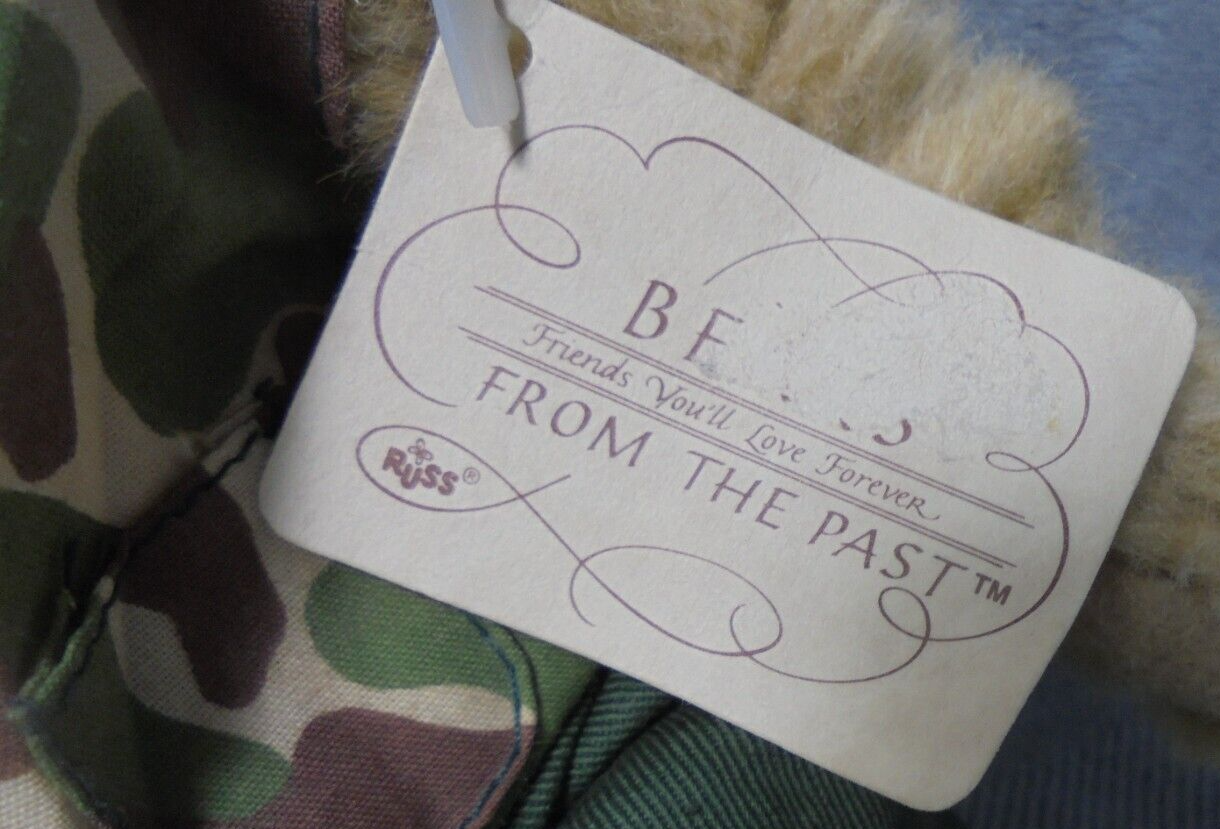 BE
Friends You'll Love Forever
FROM THE PAST™
RUSS®